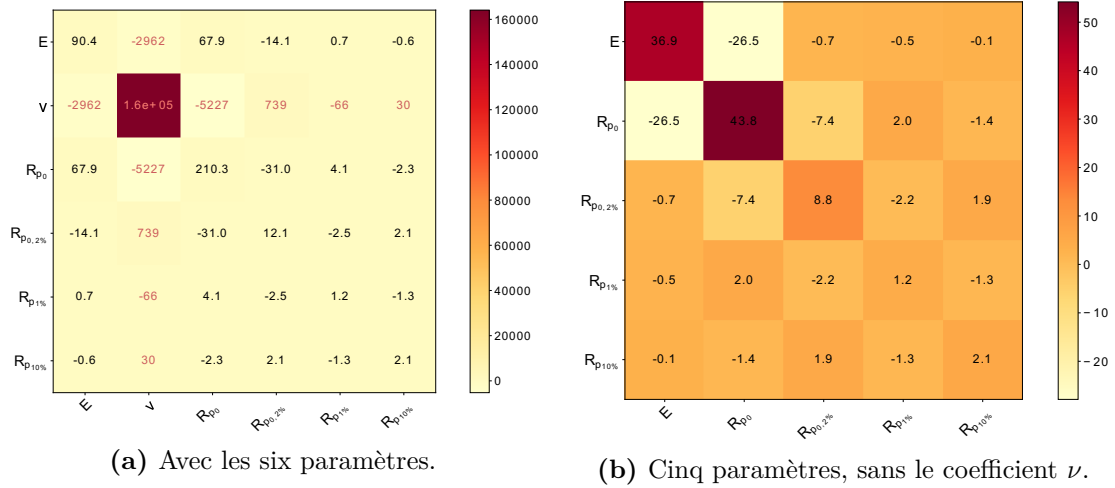 E 90.4 -2962 67.9 -14.1 0.7 -0.6
ν -2962 1.6e+05 -5227 739 -66 30
Rp0 67.9 -5227 210.3 -31.0 4.1 -2.3
Rp0,2% -14.1 739 -31.0 12.1 -2.5 2.1
Rp1% 0.7 -66 4.1 -2.5 1.2 -1.3
Rp10% -0.6 30 -2.3 2.1 -1.3 2.1
E ν Rp0 Rp0,2% Rp1% Rp10%
160000
140000
120000
100000
80000
60000
40000
20000
0
(a) Avec les six paramètres.
E 36.9 -26.5 -0.7 -0.5 -0.1
Rp0 -26.5 43.8 -7.4 2.0 -1.4
Rp0,2% -0.7 -7.4 8.8 -2.2 1.9
Rp1% -0.5 2.0 -2.2 1.2 -1.3
Rp10% -0.1 -1.4 1.9 -1.3 2.1
E Rp0 Rp0,2% Rp1% Rp10%
50
40
30
20
10
0
−10
−20
(b) Cinq paramètres, sans le coefficient ν.